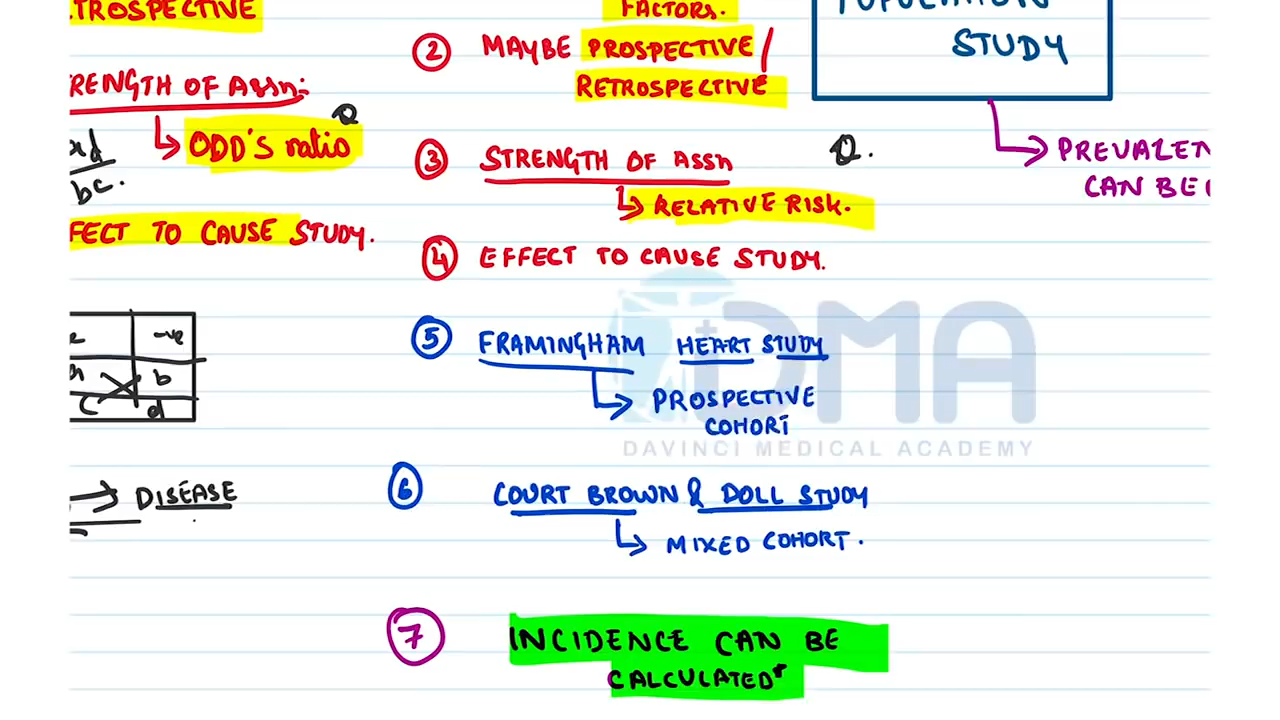 TROSPECTIVE
RENGTH OF ASSn:
ODD'S ratio
bc.
FECT TO CAUSE STUDY.
-ve
b
c
d
DISEASE
FACTORS.
② MAYBE PROSPECTIVE /
RETROSPECTIVE
③ STRENGTH OF ASSn
RELATIVE RISK.
④ EFFECT TO CAUSE STUDY.
⑤ FRAMINGHAM HEART STUDY
PROSPECTIVE
COHORT
⑥ COURT BROWN & DOLL STUDY
MIXED COHORT.
⑦ INCIDENCE CAN BE
CALCULATED
STUDY
Q.
PREVALEN
CAN BE
DMA
DAVINCI MEDICAL ACADEMY